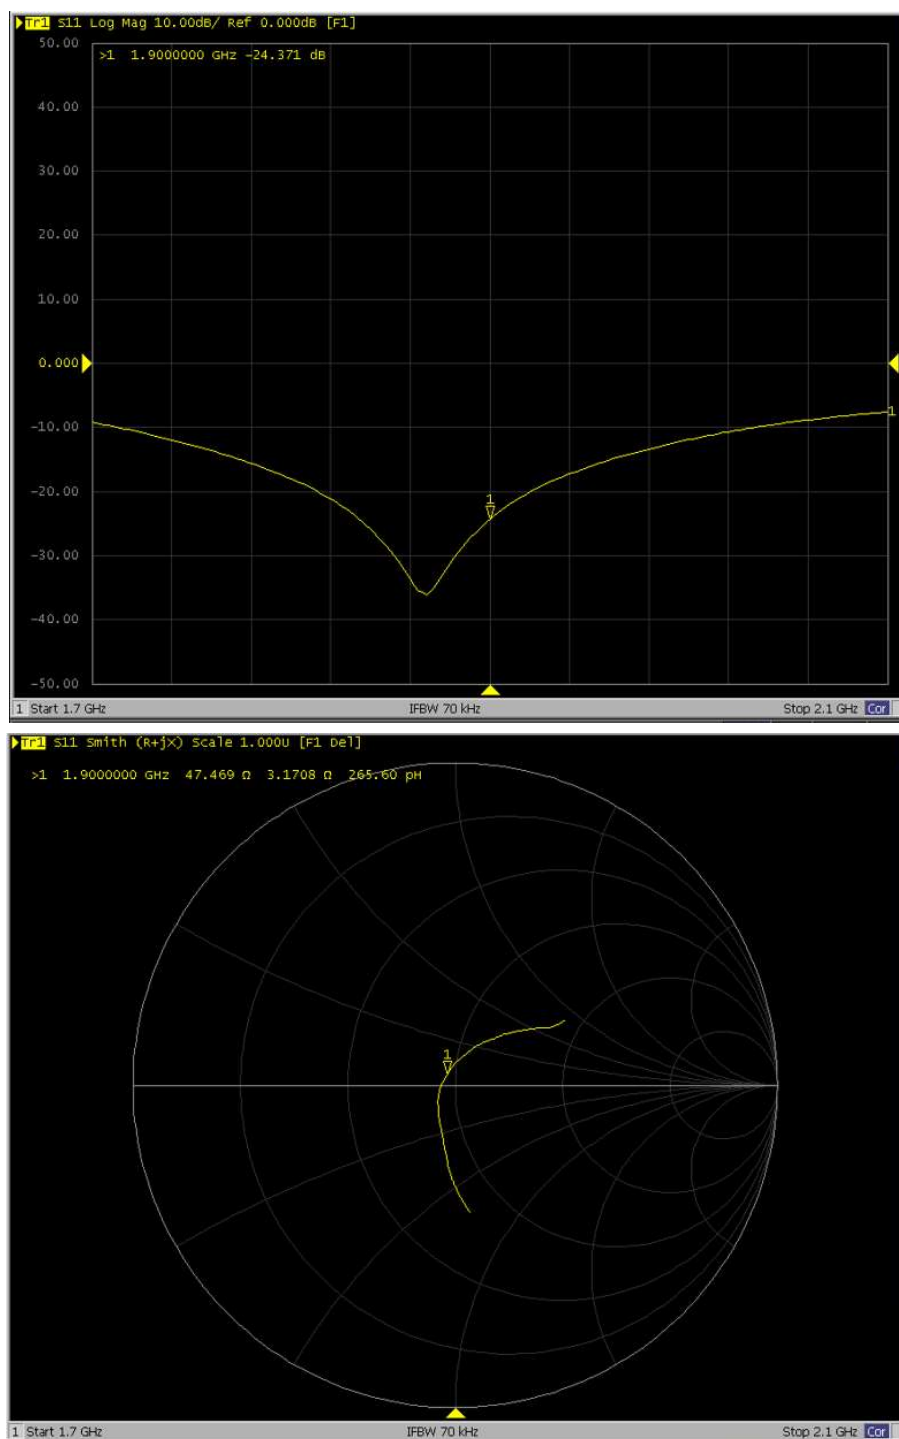 Tr1 S11 Log Mag 10.00dB/ Ref 0.000dB [F1]
50.00
>1 1.9000000 GHz -24.371 dB
40.00
30.00
20.00
10.00
0.000
-10.00
1
-20.00
1
-30.00
-40.00
-50.00
1 Start 1.7 GHz IFBW 70 kHz Stop 2.1 GHz Cor
Tr1 S11 Smith (R+jX) Scale 1.000U [F1 Del]
>1 1.9000000 GHz 47.469 Ω 3.1708 Ω 265.60 pH
1
1 Start 1.7 GHz IFBW 70 kHz Stop 2.1 GHz Cor